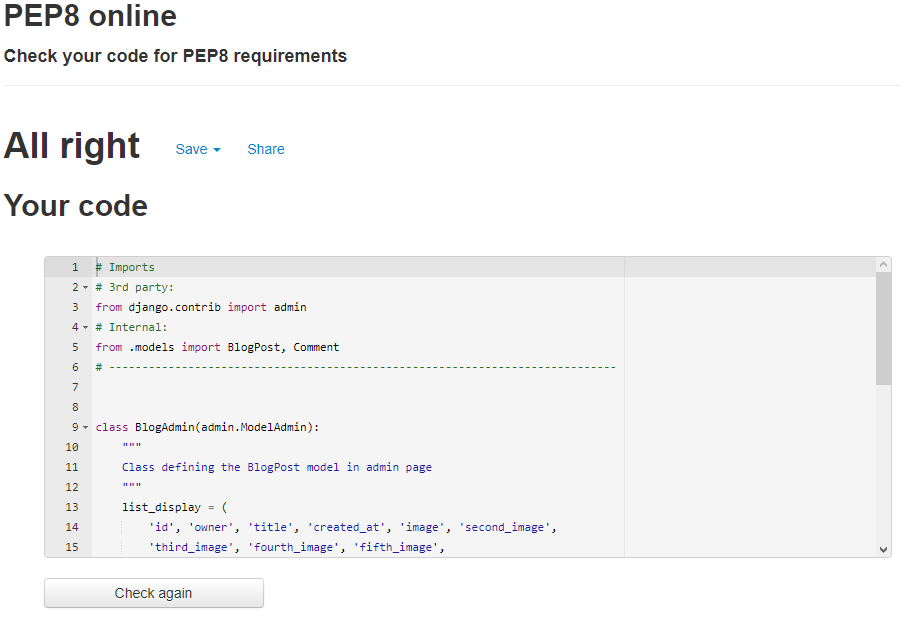 PEP8 online
Check your code for PEP8 requirements
All right Save Share
Your code
1 # Imports
2 # 3rd party:
3 from django.contrib import admin
4 # Internal:
5 from .models import BlogPost, Comment
6 # -----------------------------------------------------------------------------
7
8
9 class BlogAdmin(admin.ModelAdmin):
10 """
11 Class defining the BlogPost model in admin page
12 """
13 list_display = (
14 'id', 'owner', 'title', 'created_at', 'image', 'second_image',
15 'third_image', 'fourth_image', 'fifth_image',
Check again